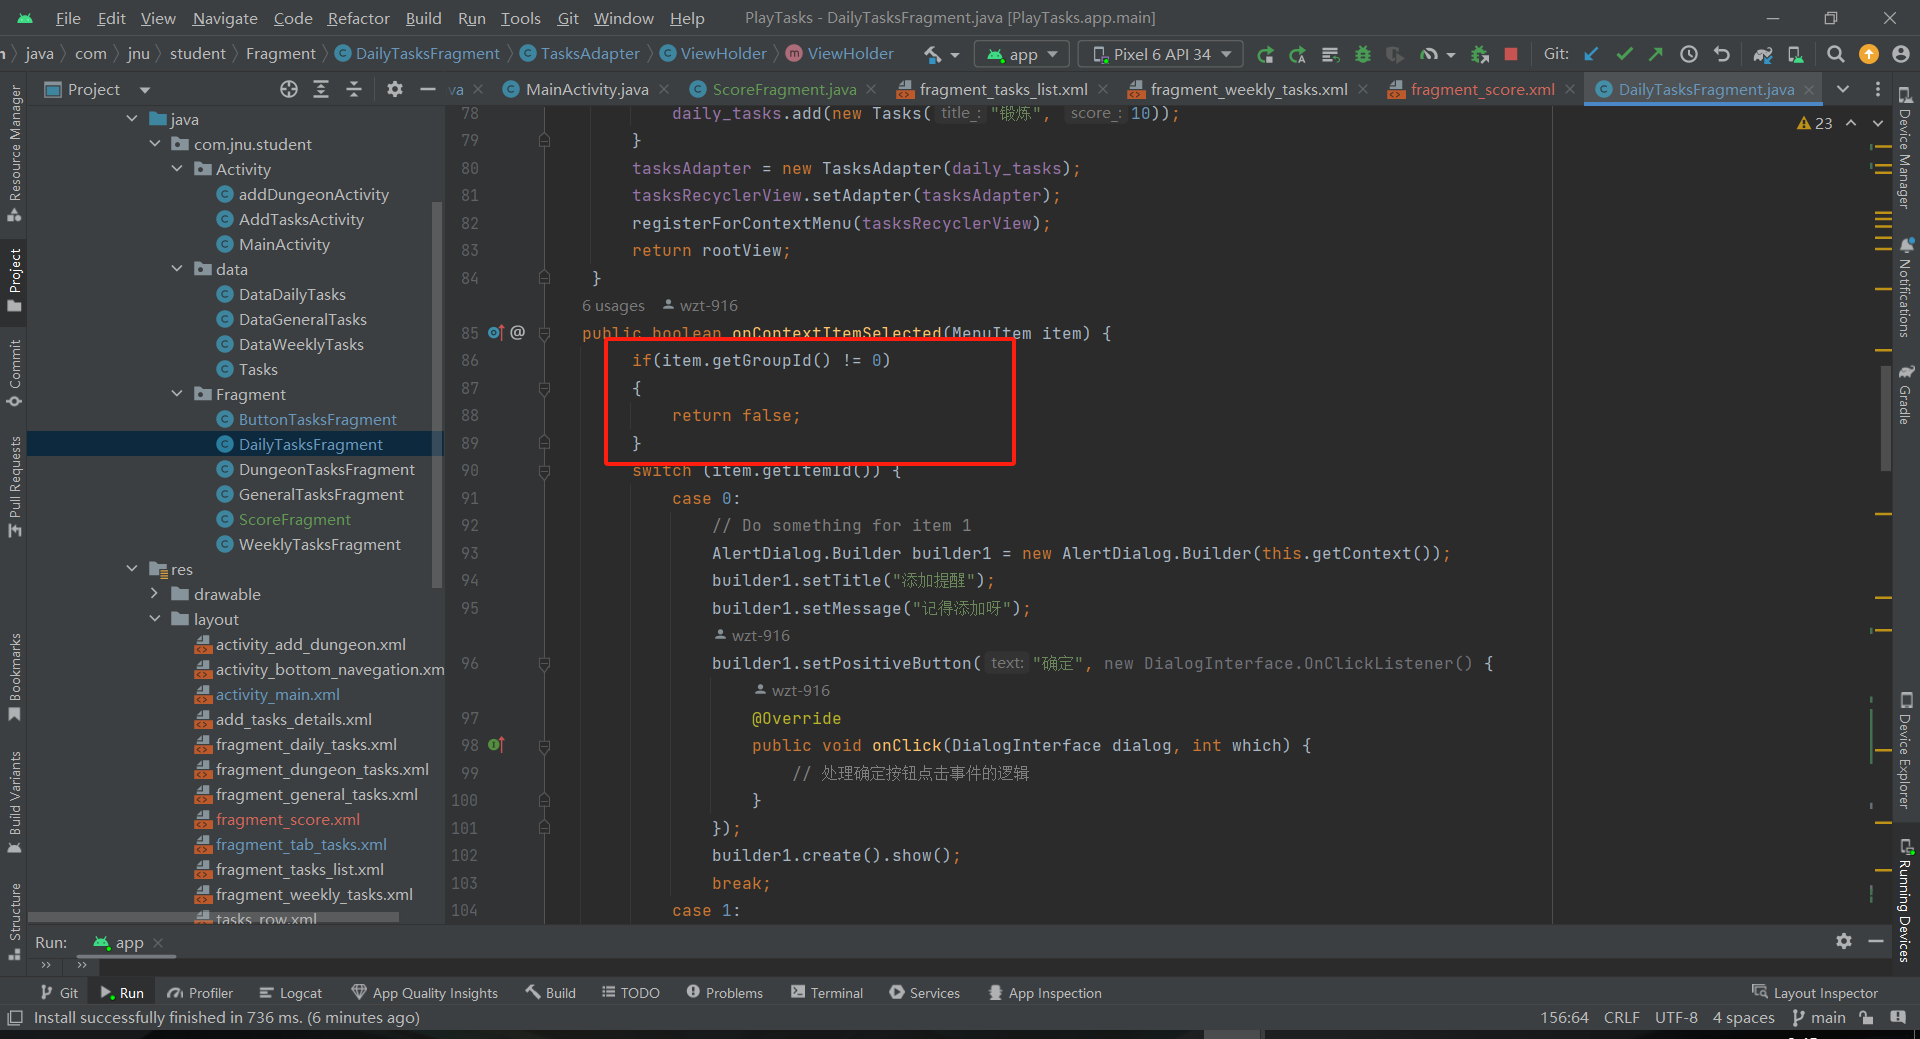 File Edit View Navigate Code Refactor Build Run Tools Git Window Help PlayTasks - DailyTasksFragment.java [PlayTasks.app.main]
java com jnu student Fragment DailyTasksFragment TasksAdapter ViewHolder ViewHolder app Pixel 6 API 34 Git:
Project va MainActivity.java ScoreFragment.java fragment_tasks_list.xml fragment_weekly_tasks.xml fragment_score.xml DailyTasksFragment.java
Resource Manager
Project
Commit
Pull Requests
Bookmarks
Build Variants
Structure
java
com.jnu.student
Activity
addDungeonActivity
AddTasksActivity
MainActivity
data
DataDailyTasks
DataGeneralTasks
DataWeeklyTasks
Tasks
Fragment
ButtonTasksFragment
DailyTasksFragment
DungeonTasksFragment
GeneralTasksFragment
ScoreFragment
WeeklyTasksFragment
res
drawable
layout
activity_add_dungeon.xml
activity_bottom_navegation.xm
activity_main.xml
add_tasks_details.xml
fragment_daily_tasks.xml
fragment_dungeon_tasks.xml
fragment_general_tasks.xml
fragment_score.xml
fragment_tab_tasks.xml
fragment_tasks_list.xml
fragment_weekly_tasks.xml
tasks_row.xml
78 daily_tasks.add(new Tasks( title_: "锻炼", score_: 10));
79 }
80 tasksAdapter = new TasksAdapter(daily_tasks);
81 tasksRecyclerView.setAdapter(tasksAdapter);
82 registerForContextMenu(tasksRecyclerView);
83 return rootView;
84 }
6 usages wzt-916
85 @ public boolean onContextItemSelected(MenuItem item) {
86 if(item.getGroupId() != 0)
87 {
88 return false;
89 }
90 switch (item.getItemId()) {
91 case 0:
92 // Do something for item 1
93 AlertDialog.Builder builder1 = new AlertDialog.Builder(this.getContext());
94 builder1.setTitle("添加提醒");
95 builder1.setMessage("记得添加呀");
wzt-916
96 builder1.setPositiveButton( text: "确定", new DialogInterface.OnClickListener() {
wzt-916
97 @Override
98 public void onClick(DialogInterface dialog, int which) {
99 // 处理确定按钮点击事件的逻辑
100 }
101 });
102 builder1.create().show();
103 break;
104 case 1:
23
Device Manager
Notifications
Gradle
Device Explorer
Running Devices
Run: app
Git Run Profiler Logcat App Quality Insights Build TODO Problems Terminal Services App Inspection Layout Inspector
Install successfully finished in 736 ms. (6 minutes ago) 156:64 CRLF UTF-8 4 spaces main